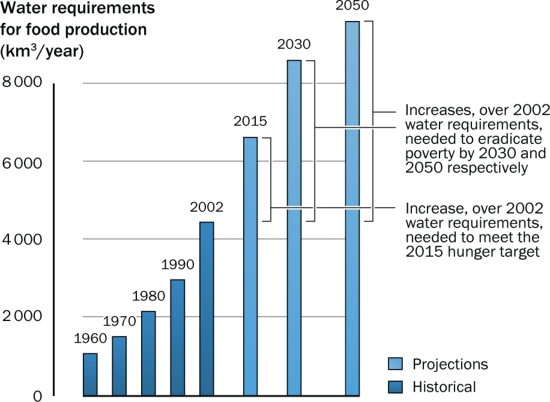 Water requirements
for food production
(km³/year)
8 000
6 000
4 000
2 000
0
1960
1970
1980
1990
2002
2015
2030
2050
Increases, over 2002
water requirements,
needed to eradicate
poverty by 2030 and
2050 respectively
Increase, over 2002
water requirements,
needed to meet the
2015 hunger target
Projections
Historical